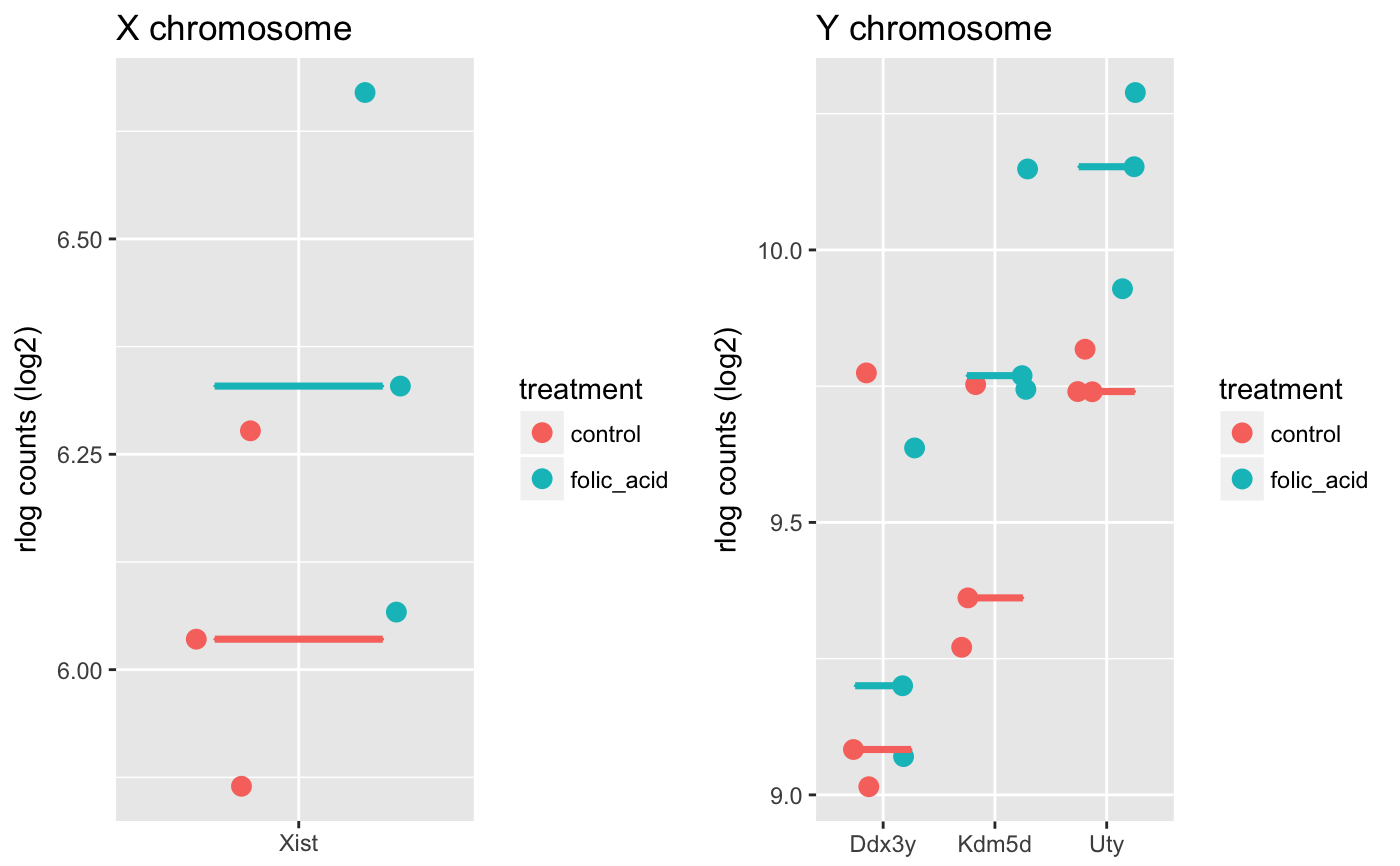 X chromosome
rlog counts (log2)
6.50
6.25
6.00
Xist
treatment
control
folic_acid
Y chromosome
rlog counts (log2)
10.0
9.5
9.0
Ddx3y Kdm5d Uty
treatment
control
folic_acid